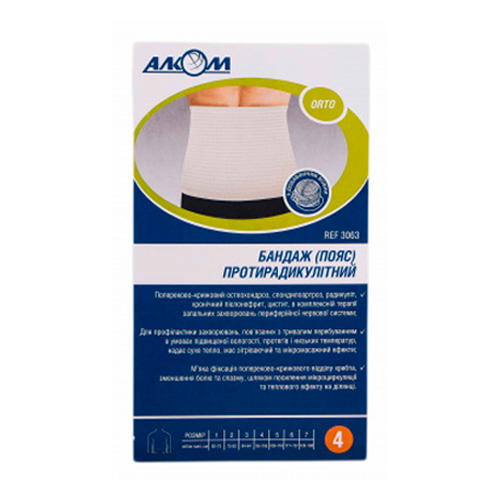 АЛКОМ
ORTO
REF 3063
БАНДАЖ (ПОЯС)
ПРОТИРАДИКУЛІТНИЙ
Попереково-крижовий остеохондроз, спондилоартроз, радикуліт,
хронічний пієлонефрит, цистит, в комплексній терапії
запальних захворювань периферійної нервової системи;
Для профілактики захворювань, пов'язаних з тривалим перебуванням
в умовах підвищеної вологості, протягів і низьких температур,
надає сухе тепло, має зігріваючий та мікромасажний ефекти;
М'яка фіксація попереково-крижового відділу хребта,
зменшення болю та спазму, шляхом посилення мікроциркуляції
та теплового ефекту на ділянці.
РОЗМІР 1 2 3 4 5 6 7
4